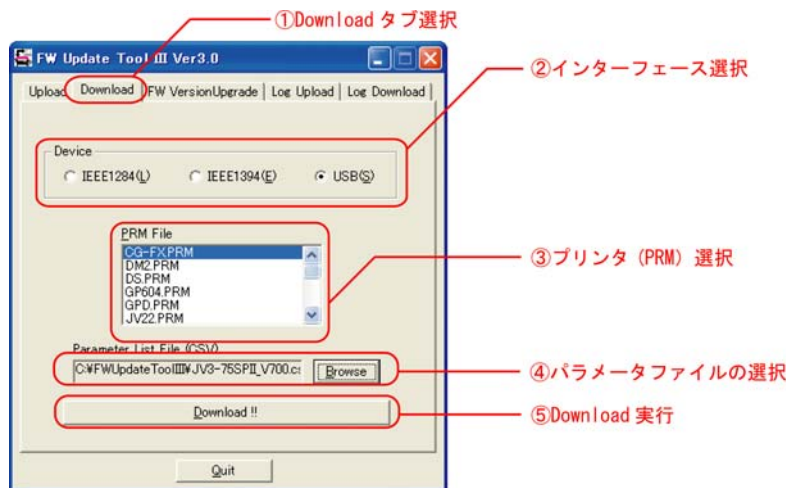 ①Download タブ選択
FW Update Tool III Ver3.0
Upload Download FW VersionUpgrade Log Upload Log Download
②インターフェース選択
Device
IEEE1284(L) IEEE1394(E) USB(S)
PRM File
CG-FX.PRM
DM2.PRM
DS.PRM
GP604.PRM
GPD.PRM
JV22.PRM
③プリンタ (PRM) 選択
Parameter List File (CSV)
C:¥FWUpdateToolIII¥JV3-75SPII_V700.cs Browse
④パラメータファイルの選択
Download !!
⑤Download 実行
Quit